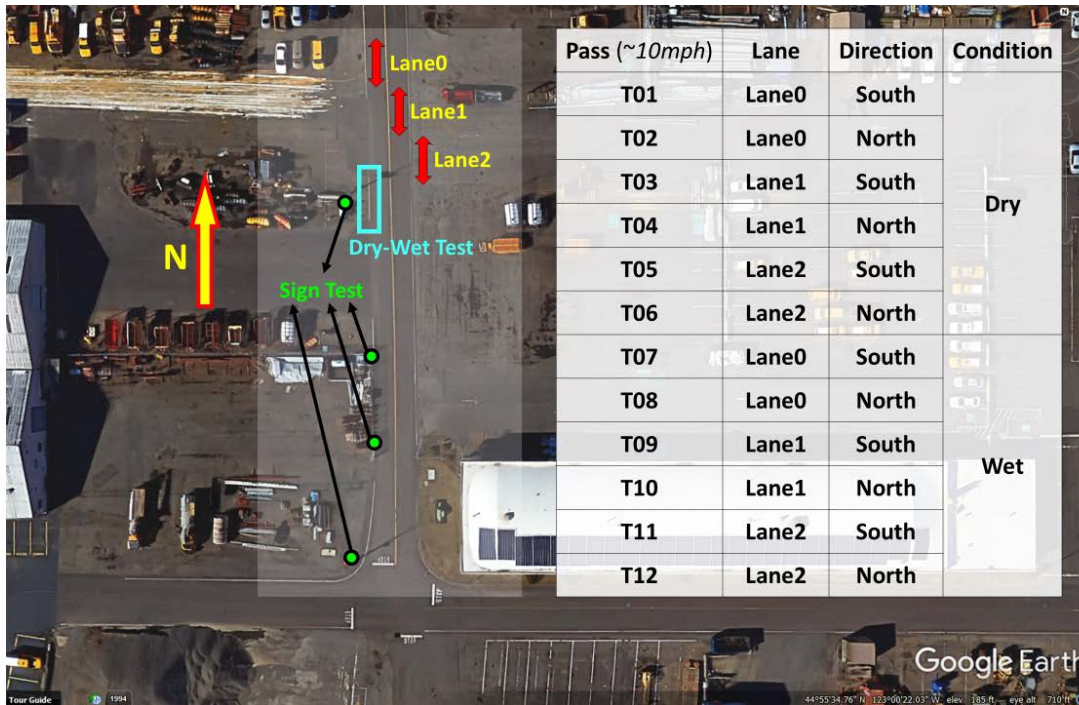 Lane0
Lane1
Lane2
N
Dry-Wet Test
Sign Test
Pass (~10mph) Lane Direction Condition
T01 Lane0 South
T02 Lane0 North
T03 Lane1 South
Dry
T04 Lane1 North
T05 Lane2 South
T06 Lane2 North
T07 Lane0 South
T08 Lane0 North
T09 Lane1 South
Wet
T10 Lane1 North
T11 Lane2 South
T12 Lane2 North
Google Earth
Tour Guide 1994 44°55'34.76" N 123°00'22.03" W elev 185 ft eye alt 710 ft